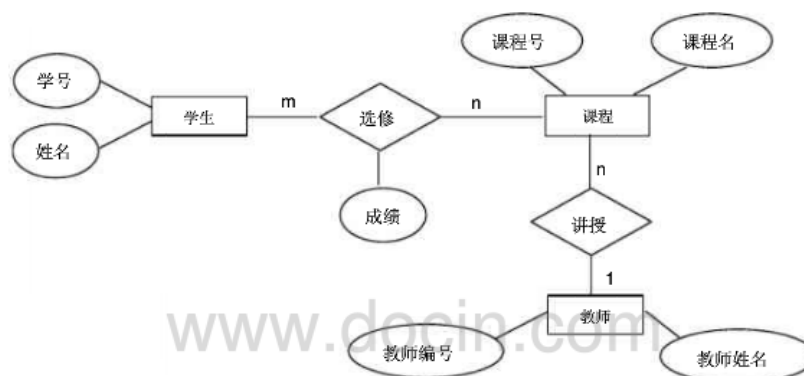 课程号
课程名
学号
学生
m
选修
n
课程
姓名
n
成绩
讲授
1
教师
www.docin.com
教师编号
教师姓名